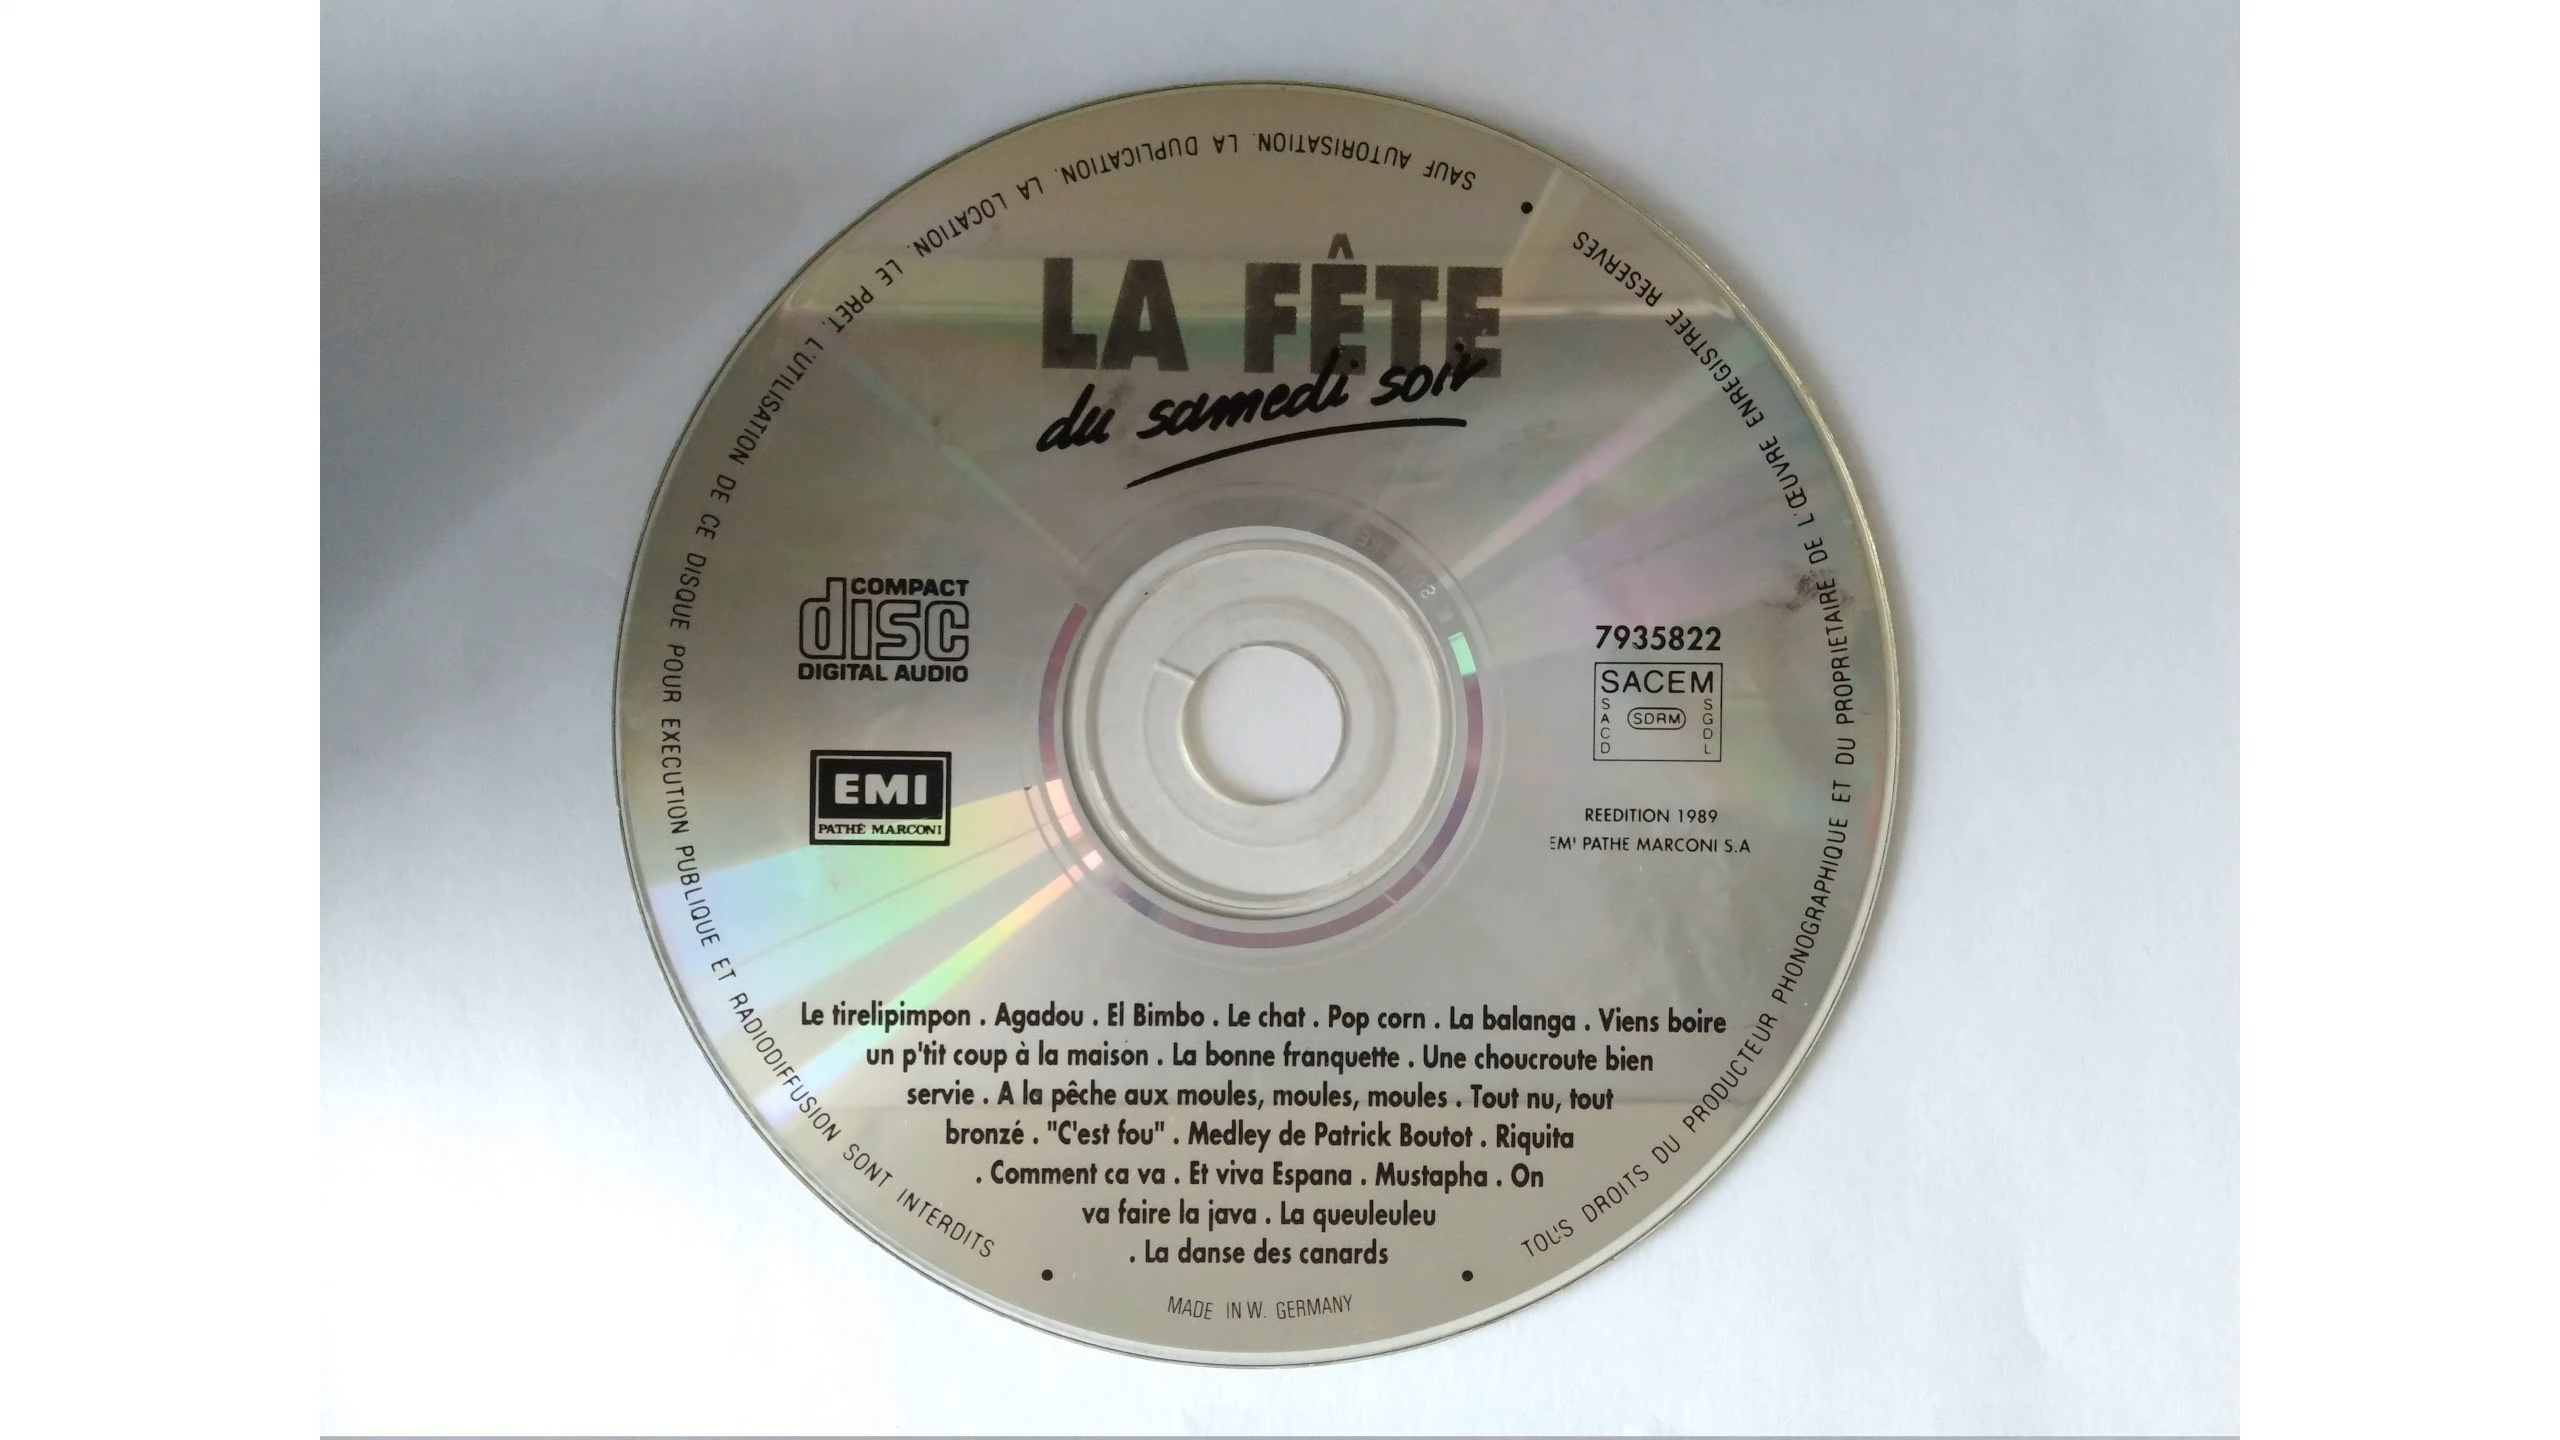 SAUF AUTORISATION. LA DUPLICATION. LA LOCATION. LE PRET. L'UTILISATION DE CE DISQUE POUR EXECUTION PUBLIQUE ET RADIODIFFUSION SONT INTERDITS
LA FÊTE
du samedi soir
COMPACT
disc
DIGITAL AUDIO
EMI
PATHÉ MARCONI
7935822
SACEM
SACD
SDRM
SGDL
REEDITION 1989
EMI PATHE MARCONI S.A
Le tirelipimpon . Agadou . El Bimbo . Le chat . Pop corn . La balanga . Viens boire
un p'tit coup à la maison . La bonne franquette . Une choucroute bien
servie . A la pêche aux moules, moules, moules . Tout nu, tout
bronzé . "C'est fou" . Medley de Patrick Boutot . Riquita
. Comment ca va . Et viva Espana . Mustapha . On
va faire la java . La queuleuleu
. La danse des canards
TOUS DROITS DU PRODUCTEUR PHONOGRAPHIQUE ET DU PROPRIETAIRE DE L'ŒUVRE ENREGISTREE RESERVES
MADE IN W. GERMANY